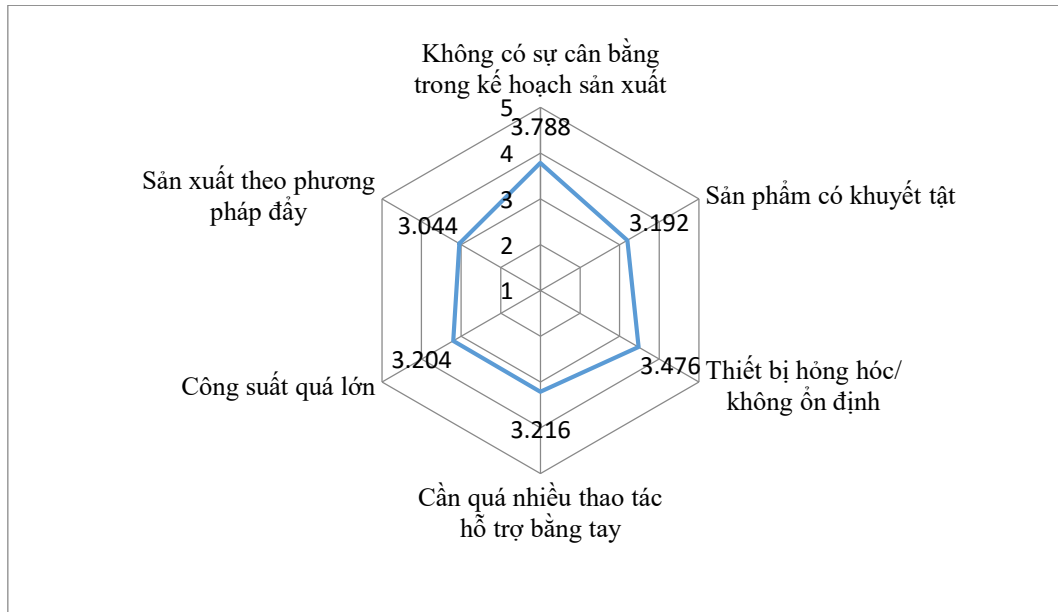 Không có sự cân bằng
trong kế hoạch sản xuất
5
3.788
4
Sản xuất theo phương
pháp đẩy
Sản phẩm có khuyết tật
3
3.044
3.192
2
1
3.204
Công suất quá lớn
3.476
Thiết bị hỏng hóc/
không ổn định
3.216
Cần quá nhiều thao tác
hỗ trợ bằng tay